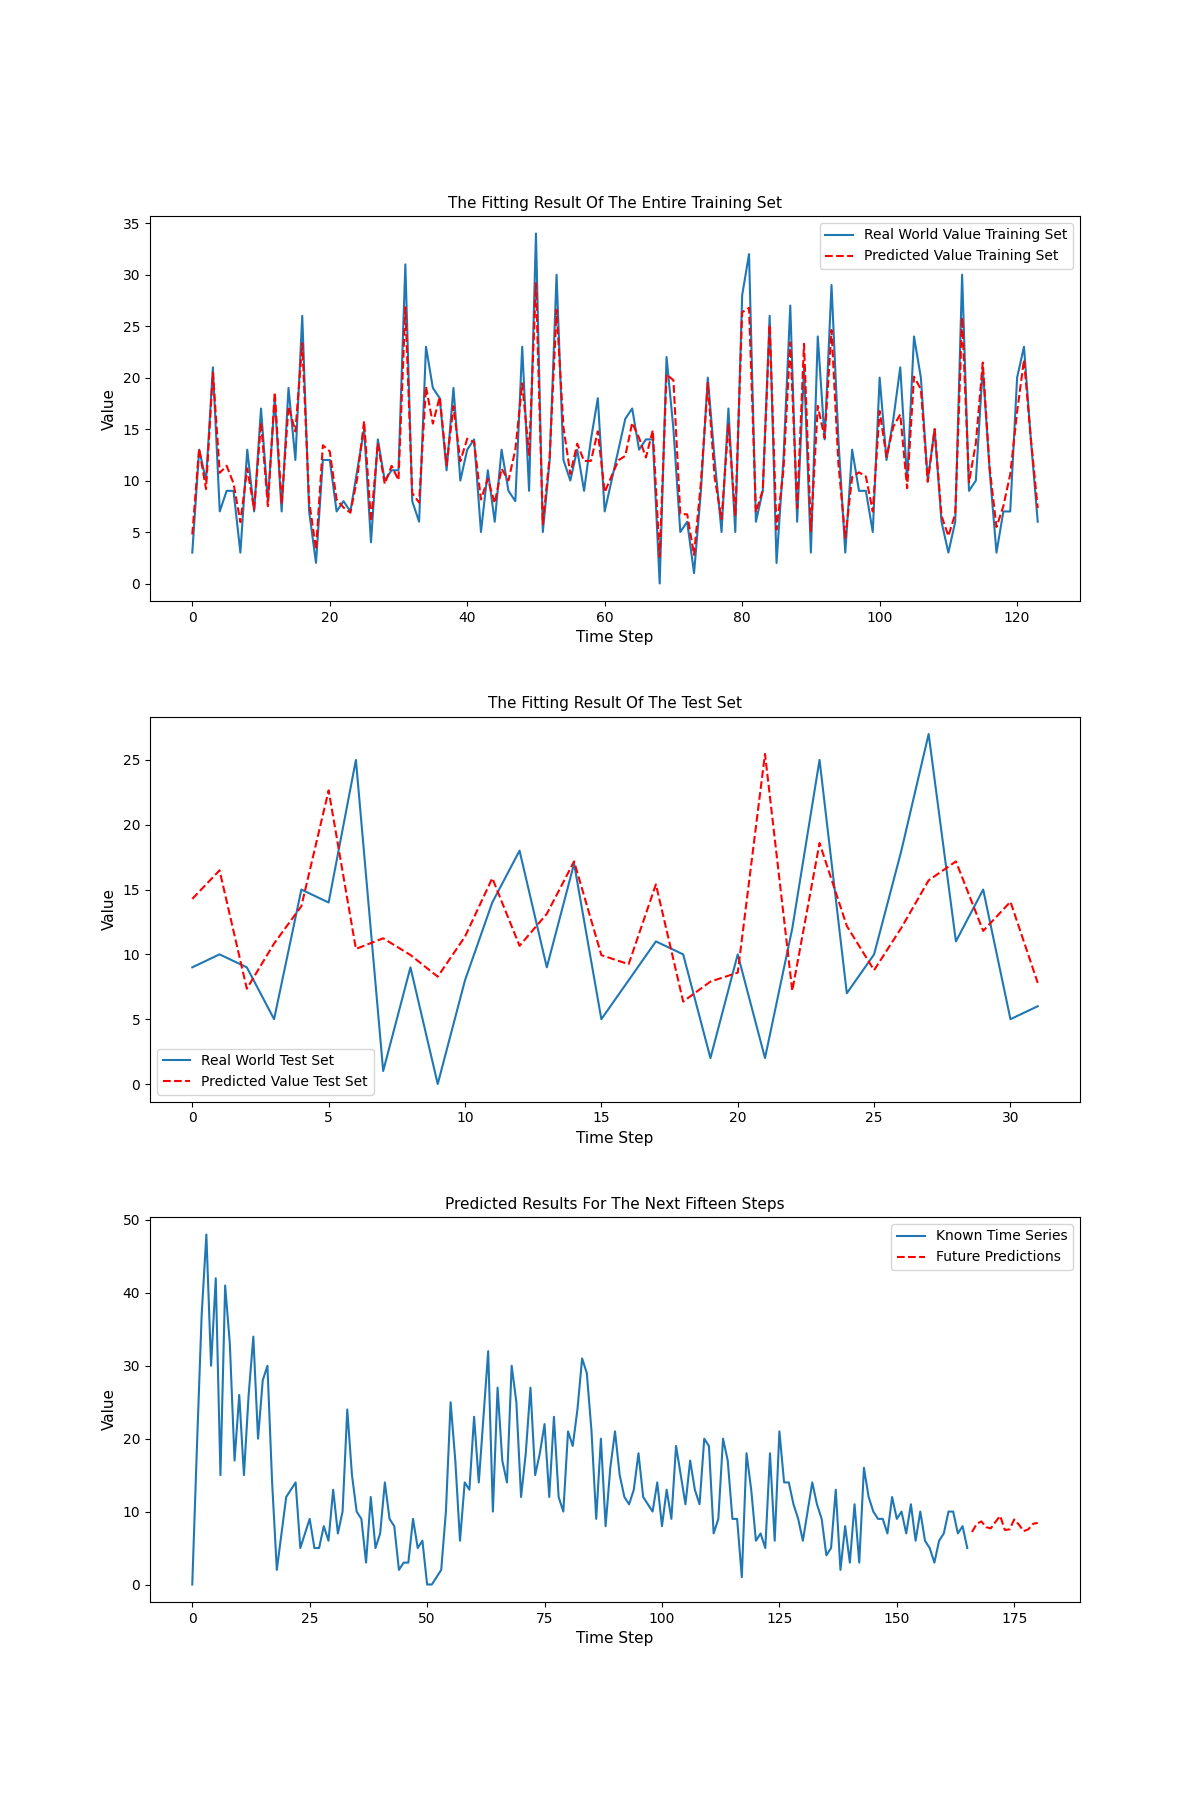 The Fitting Result Of The Entire Training Set
35
30
25
20
15
10
5
0
Value
Real World Value Training Set
Predicted Value Training Set
0 20 40 60 80 100 120
Time Step
The Fitting Result Of The Test Set
25
20
15
10
5
0
Value
Real World Test Set
Predicted Value Test Set
0 5 10 15 20 25 30
Time Step
Predicted Results For The Next Fifteen Steps
50
40
30
20
10
0
Value
Known Time Series
Future Predictions
0 25 50 75 100 125 150 175
Time Step